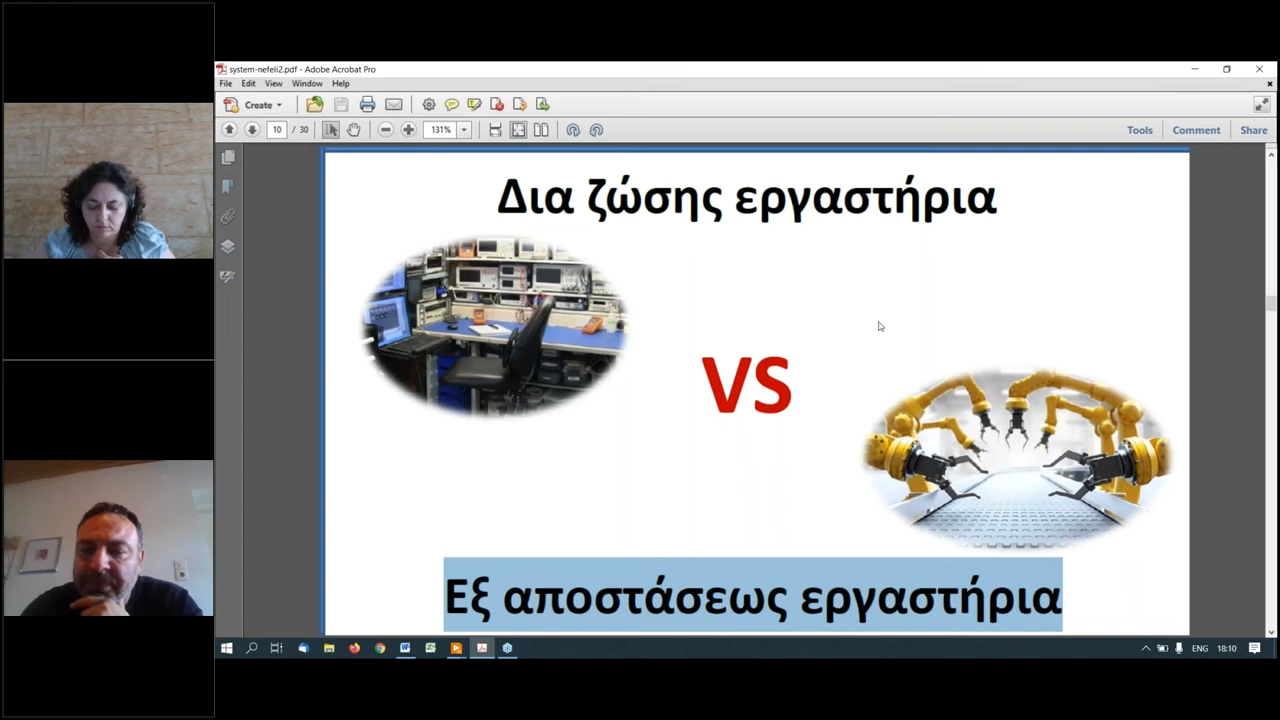 system-nefeli2.pdf - Adobe Acrobat Pro
File Edit View Window Help
Create
10 / 30
131%
Tools Comment Share
Δια ζώσης εργαστήρια
VS
Εξ αποστάσεως εργαστήρια
ENG 18:10